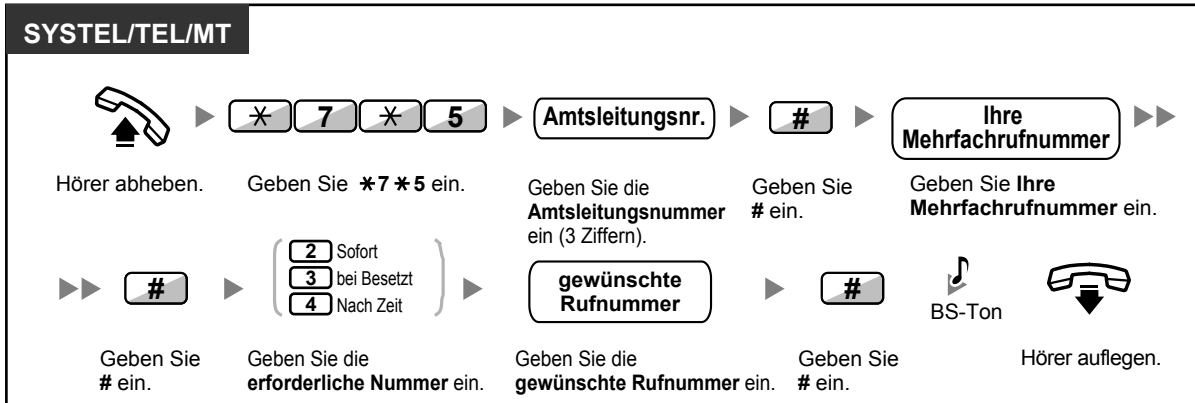 SYSTEL/TEL/MT
✳ 7 ✳ 5 Amtsleitungsnr. # Ihre
Mehrfachrufnummer
Hörer abheben.
Geben Sie ✳7✳5 ein.
Geben Sie die
Amtsleitungsnummer
ein (3 Ziffern).
Geben Sie
# ein.
Geben Sie Ihre
Mehrfachrufnummer ein.
#
2 Sofort
3 bei Besetzt
4 Nach Zeit
gewünschte
Rufnummer
#
BS-Ton
Geben Sie
# ein.
Geben Sie die
erforderliche Nummer ein.
Geben Sie die
gewünschte Rufnummer ein.
Geben Sie
# ein.
Hörer auflegen.